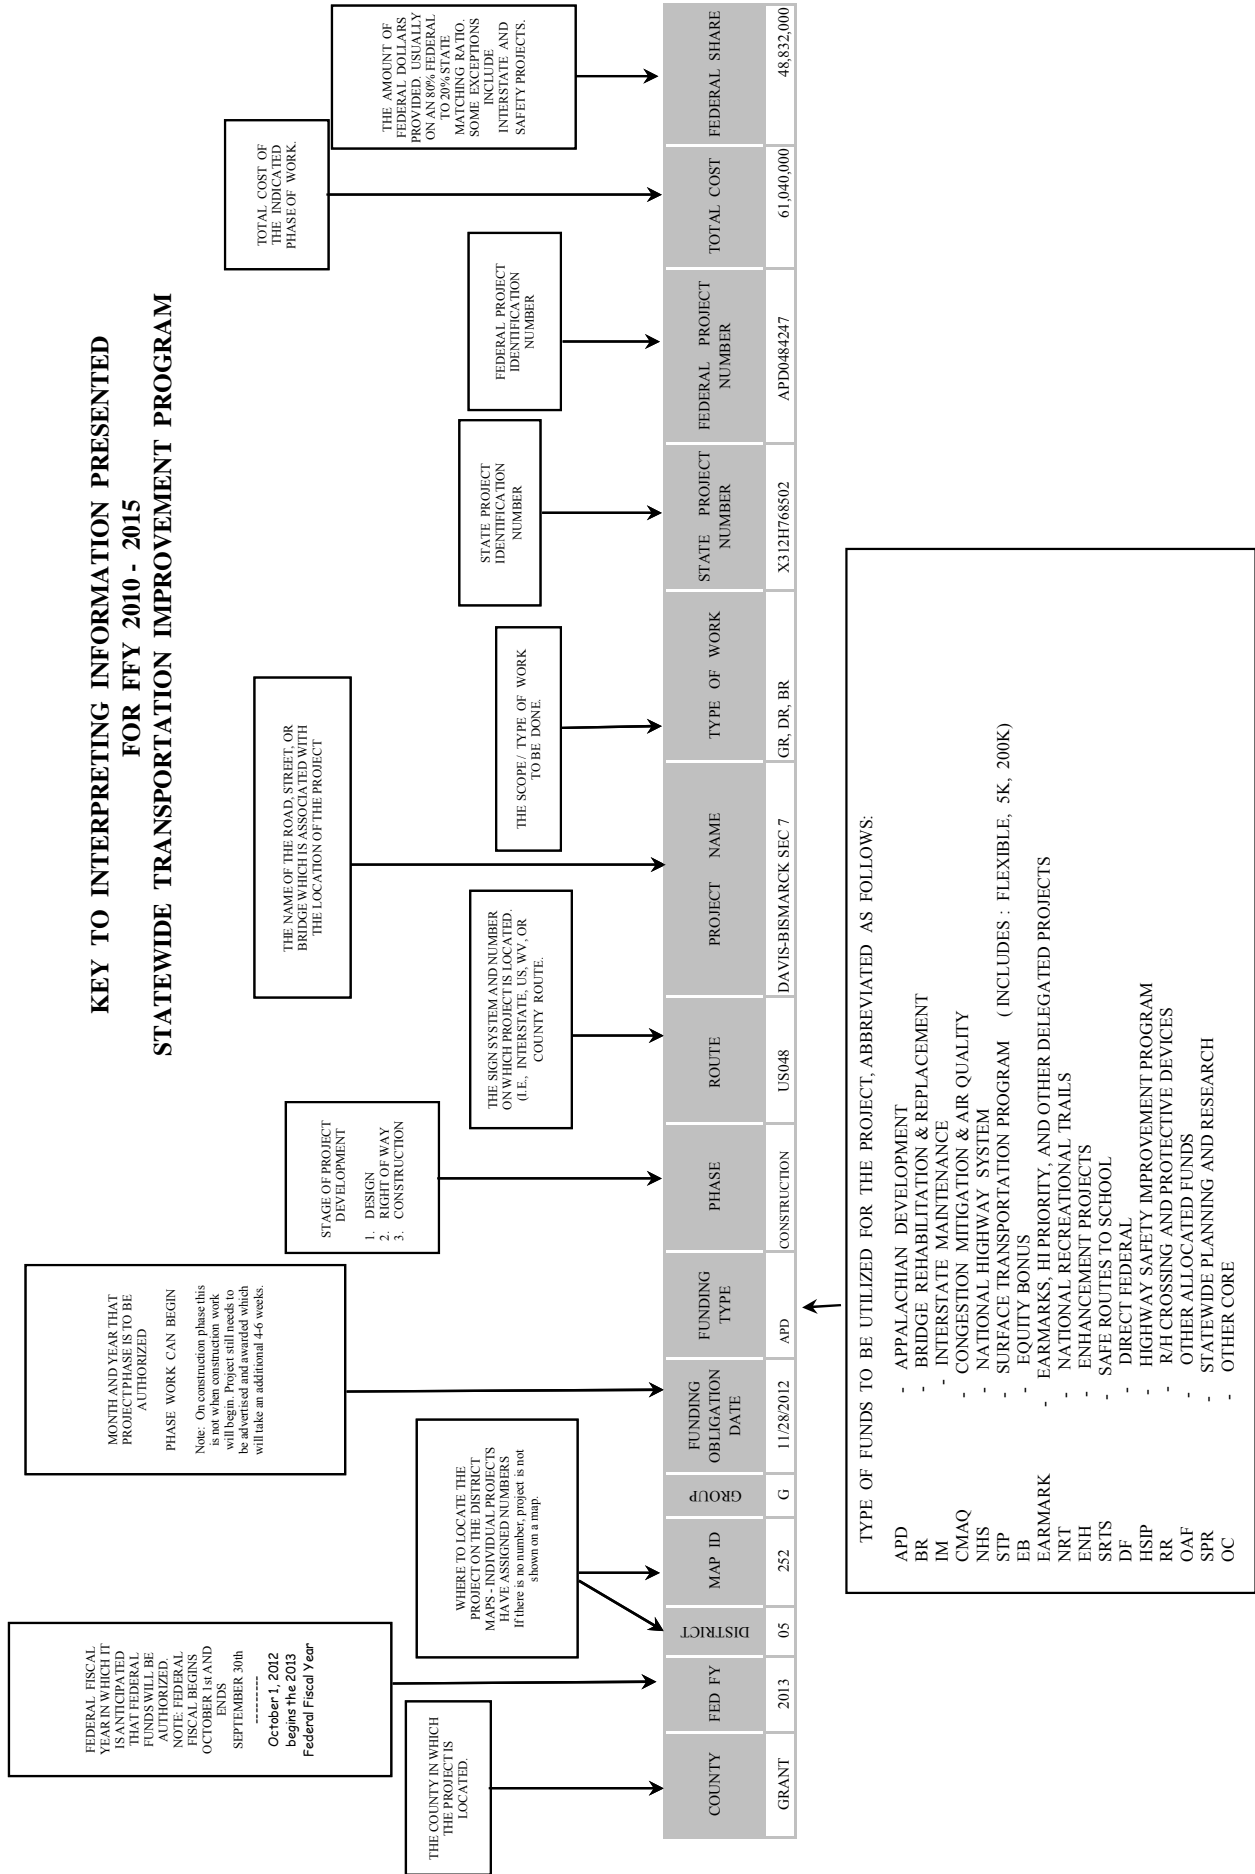 KEY TO INTERPRETING INFORMATION PRESENTED
FOR FFY 2010 - 2015
STATEWIDE TRANSPORTATION IMPROVEMENT PROGRAM
THE COUNTY IN WHICH
THE PROJECT IS
LOCATED.
FEDERAL FISCAL
YEAR IN WHICH IT
IS ANTICIPATED
THAT FEDERAL
FUNDS WILL BE
AUTHORIZED.
NOTE: FEDERAL
FISCAL BEGINS
OCTOBER 1st AND
ENDS
SEPTEMBER 30th
---------
October 1, 2012
begins the 2013
Federal Fiscal Year
WHERE TO LOCATE THE
PROJECT ON THE DISTRICT
MAPS - INDIVIDUAL PROJECTS
HAVE ASSIGNED NUMBERS
If there is no number, project is not
shown on a map.
MONTH AND YEAR THAT
PROJECT PHASE IS TO BE
AUTHORIZED
PHASE WORK CAN BEGIN
Note: On construction phase this
is not when construction work
will begin. Project still needs to
be advertised and awarded which
will take an additional 4-6 weeks.
STAGE OF PROJECT
DEVELOPMENT
1. DESIGN
2. RIGHT OF WAY
3. CONSTRUCTION
THE SIGN SYSTEM AND NUMBER
ON WHICH PROJECT IS LOCATED.
(I.E., INTERSTATE, US, WV, OR
COUNTY ROUTE.
THE NAME OF THE ROAD, STREET, OR
BRIDGE WHICH IS ASSOCIATED WITH
THE LOCATION OF THE PROJECT
THE SCOPE / TYPE OF WORK
TO BE DONE.
STATE PROJECT
IDENTIFICATION
NUMBER
FEDERAL PROJECT
IDENTIFICATION
NUMBER
TOTAL COST OF
THE INDICATED
PHASE OF WORK.
THE AMOUNT OF
FEDERAL DOLLARS
PROVIDED. USUALLY
ON AN 80% FEDERAL
TO 20% STATE
MATCHING RATIO.
SOME EXCEPTIONS
INCLUDE
INTERSTATE AND
SAFETY PROJECTS.
COUNTY FED FY DISTRICT MAP ID GROUP FUNDING OBLIGATION DATE FUNDING TYPE PHASE ROUTE PROJECT NAME TYPE OF WORK STATE PROJECT NUMBER FEDERAL PROJECT NUMBER TOTAL COST FEDERAL SHARE
GRANT 2013 05 252 G 11/28/2012 APD CONSTRUCTION US048 DAVIS-BISMARCK SEC 7 GR, DR, BR X312H768502 APD0484247 61,040,000 48,832,000
TYPE OF FUNDS TO BE UTILIZED FOR THE PROJECT, ABBREVIATED AS FOLLOWS:
APD - APPALACHIAN DEVELOPMENT
BR - BRIDGE REHABILITATION & REPLACEMENT
IM - INTERSTATE MAINTENANCE
CMAQ - CONGESTION MITIGATION & AIR QUALITY
NHS - NATIONAL HIGHWAY SYSTEM
STP - SURFACE TRANSPORTATION PROGRAM (INCLUDES : FLEXIBLE, 5K, 200K)
EB - EQUITY BONUS
EARMARK - EARMARKS, HI PRIORITY, AND OTHER DELEGATED PROJECTS
NRT - NATIONAL RECREATIONAL TRAILS
ENH - ENHANCEMENT PROJECTS
SRTS - SAFE ROUTES TO SCHOOL
DF - DIRECT FEDERAL
HSIP - HIGHWAY SAFETY IMPROVEMENT PROGRAM
RR - R/H CROSSING AND PROTECTIVE DEVICES
OAF - OTHER ALLOCATED FUNDS
SPR - STATEWIDE PLANNING AND RESEARCH
OC - OTHER CORE